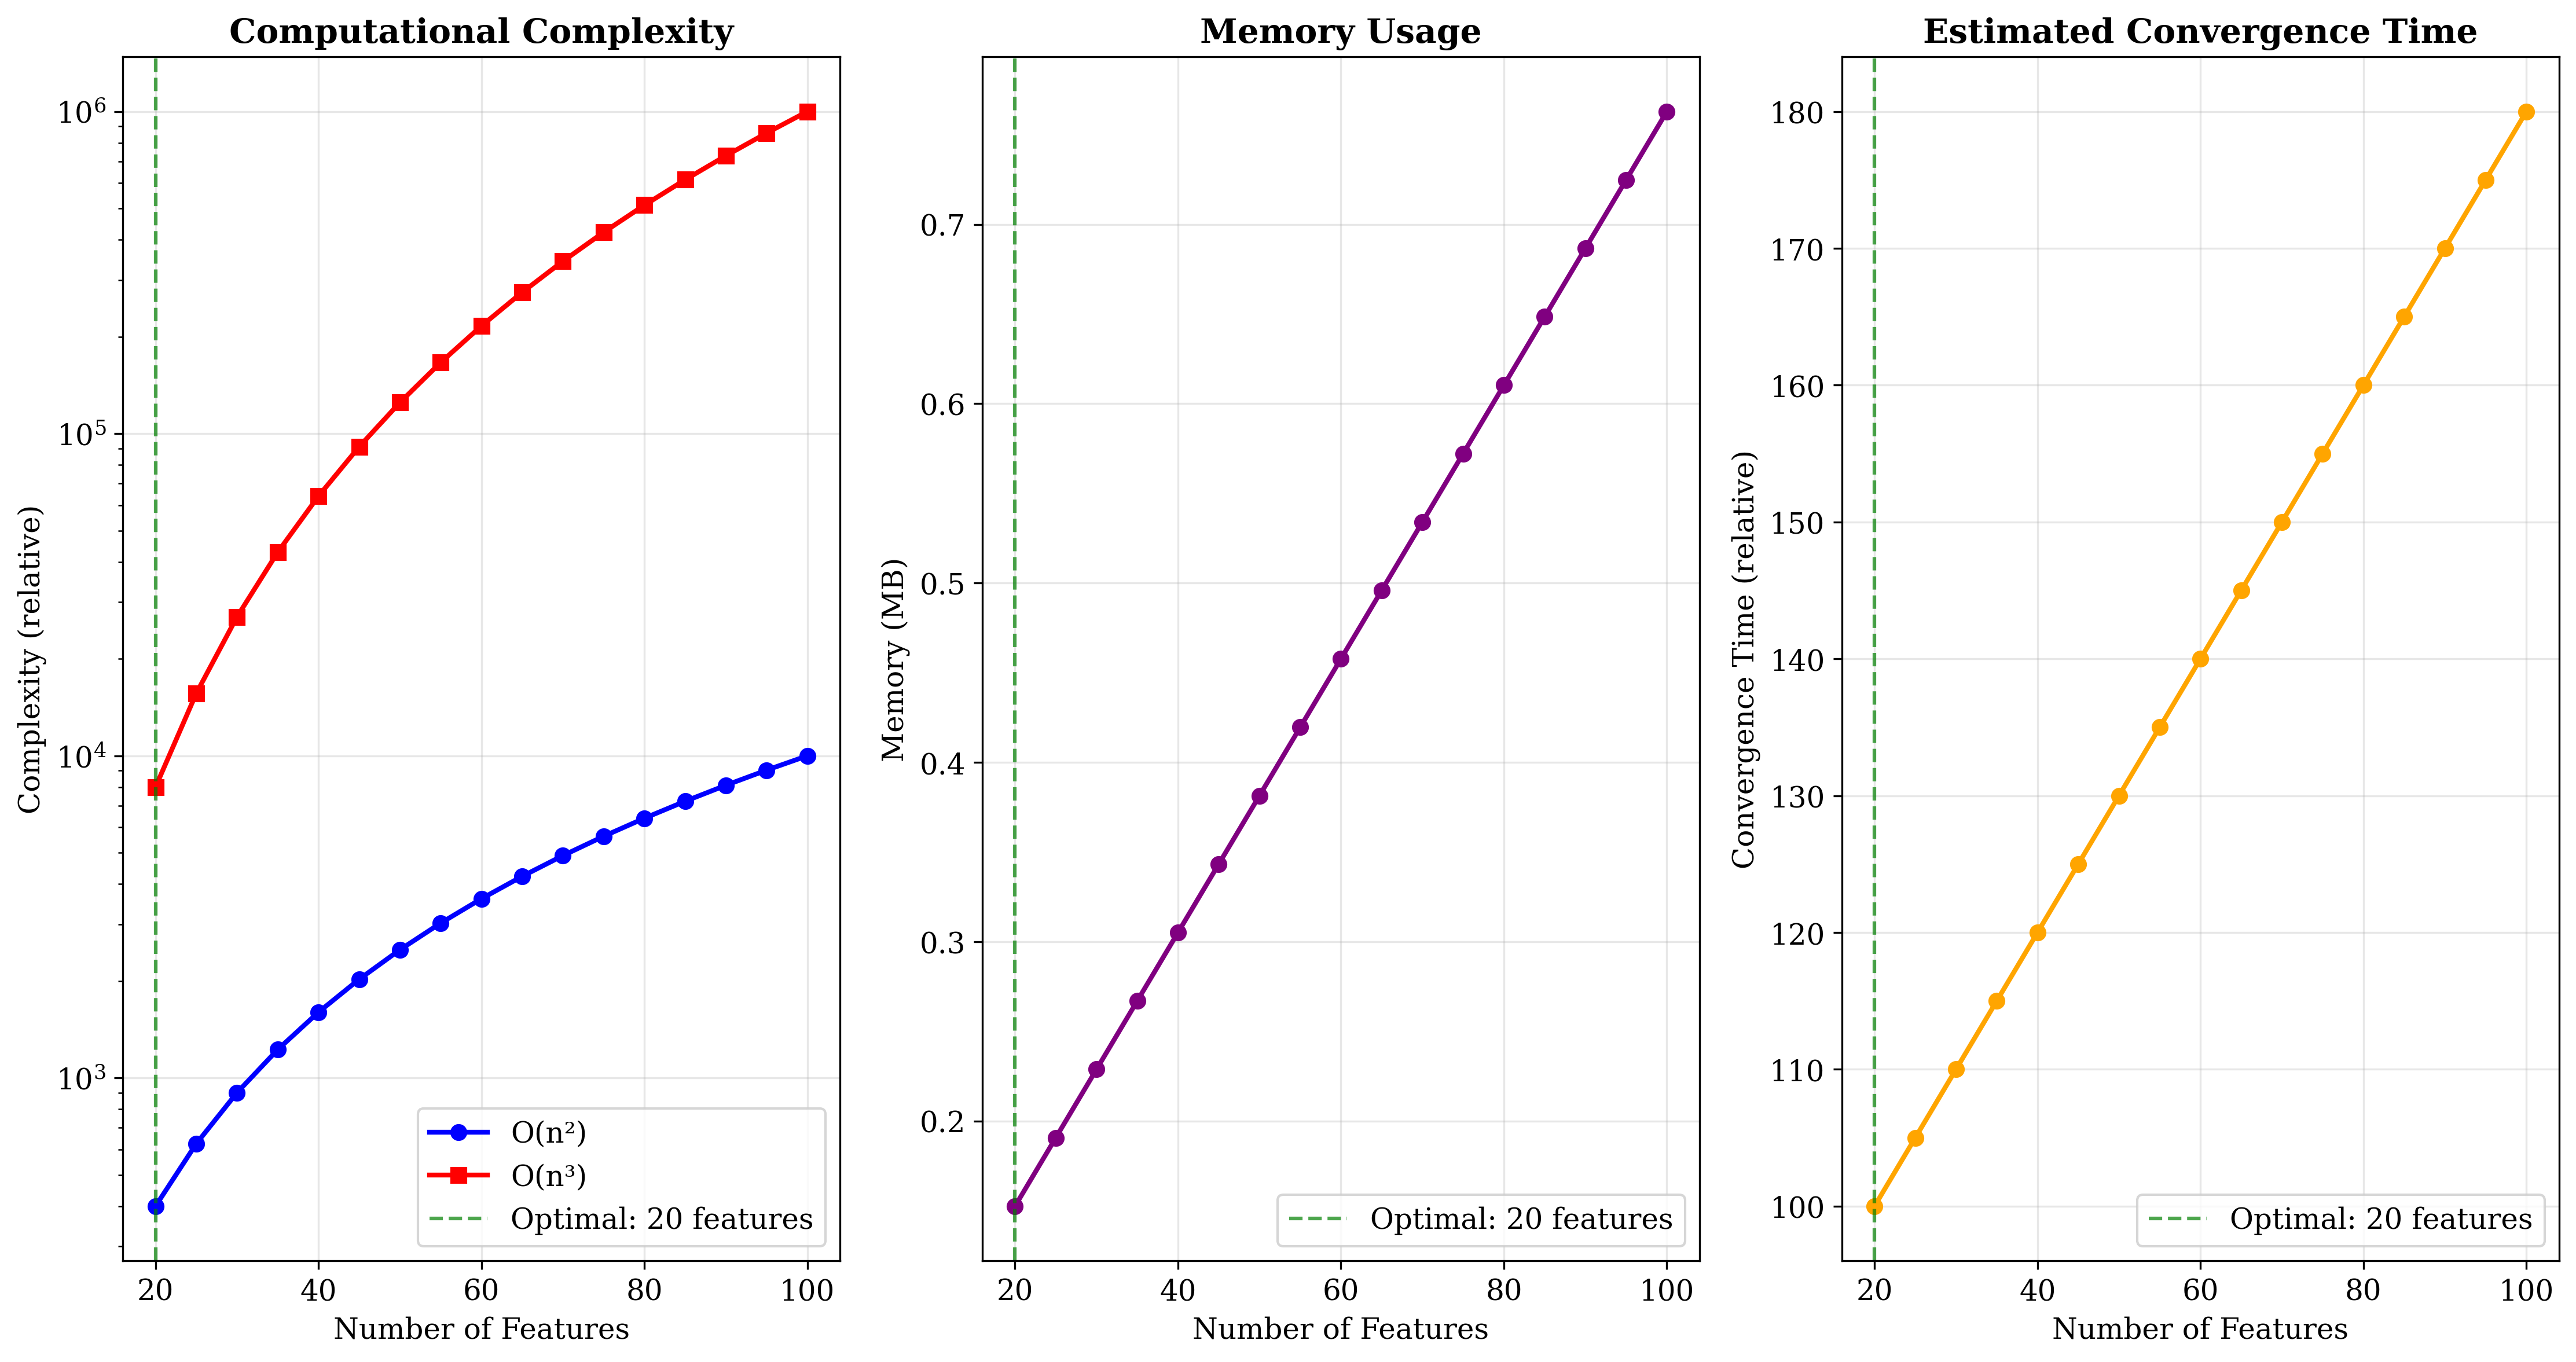 Computational Complexity
Complexity (relative)
10⁶
10⁵
10⁴
10³
O(n²)
O(n³)
Optimal: 20 features
20 40 60 80 100
Number of Features
Memory Usage
Memory (MB)
0.7
0.6
0.5
0.4
0.3
0.2
Optimal: 20 features
20 40 60 80 100
Number of Features
Estimated Convergence Time
Convergence Time (relative)
180
170
160
150
140
130
120
110
100
Optimal: 20 features
20 40 60 80 100
Number of Features